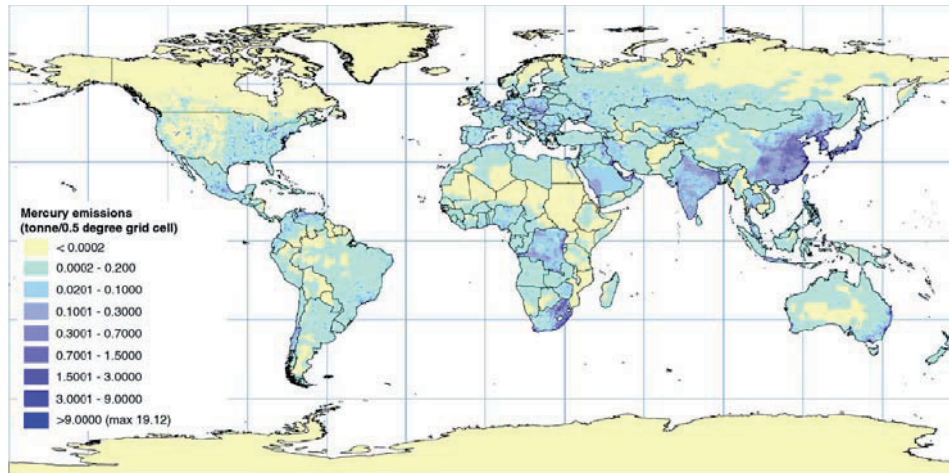 Mercury emissions
(tonne/0.5 degree grid cell)
< 0.0002
0.0002 - 0.200
0.0201 - 0.1000
0.1001 - 0.3000
0.3001 - 0.7000
0.7001 - 1.5000
1.5001 - 3.0000
3.0001 - 9.0000
>9.0000 (max 19.12)